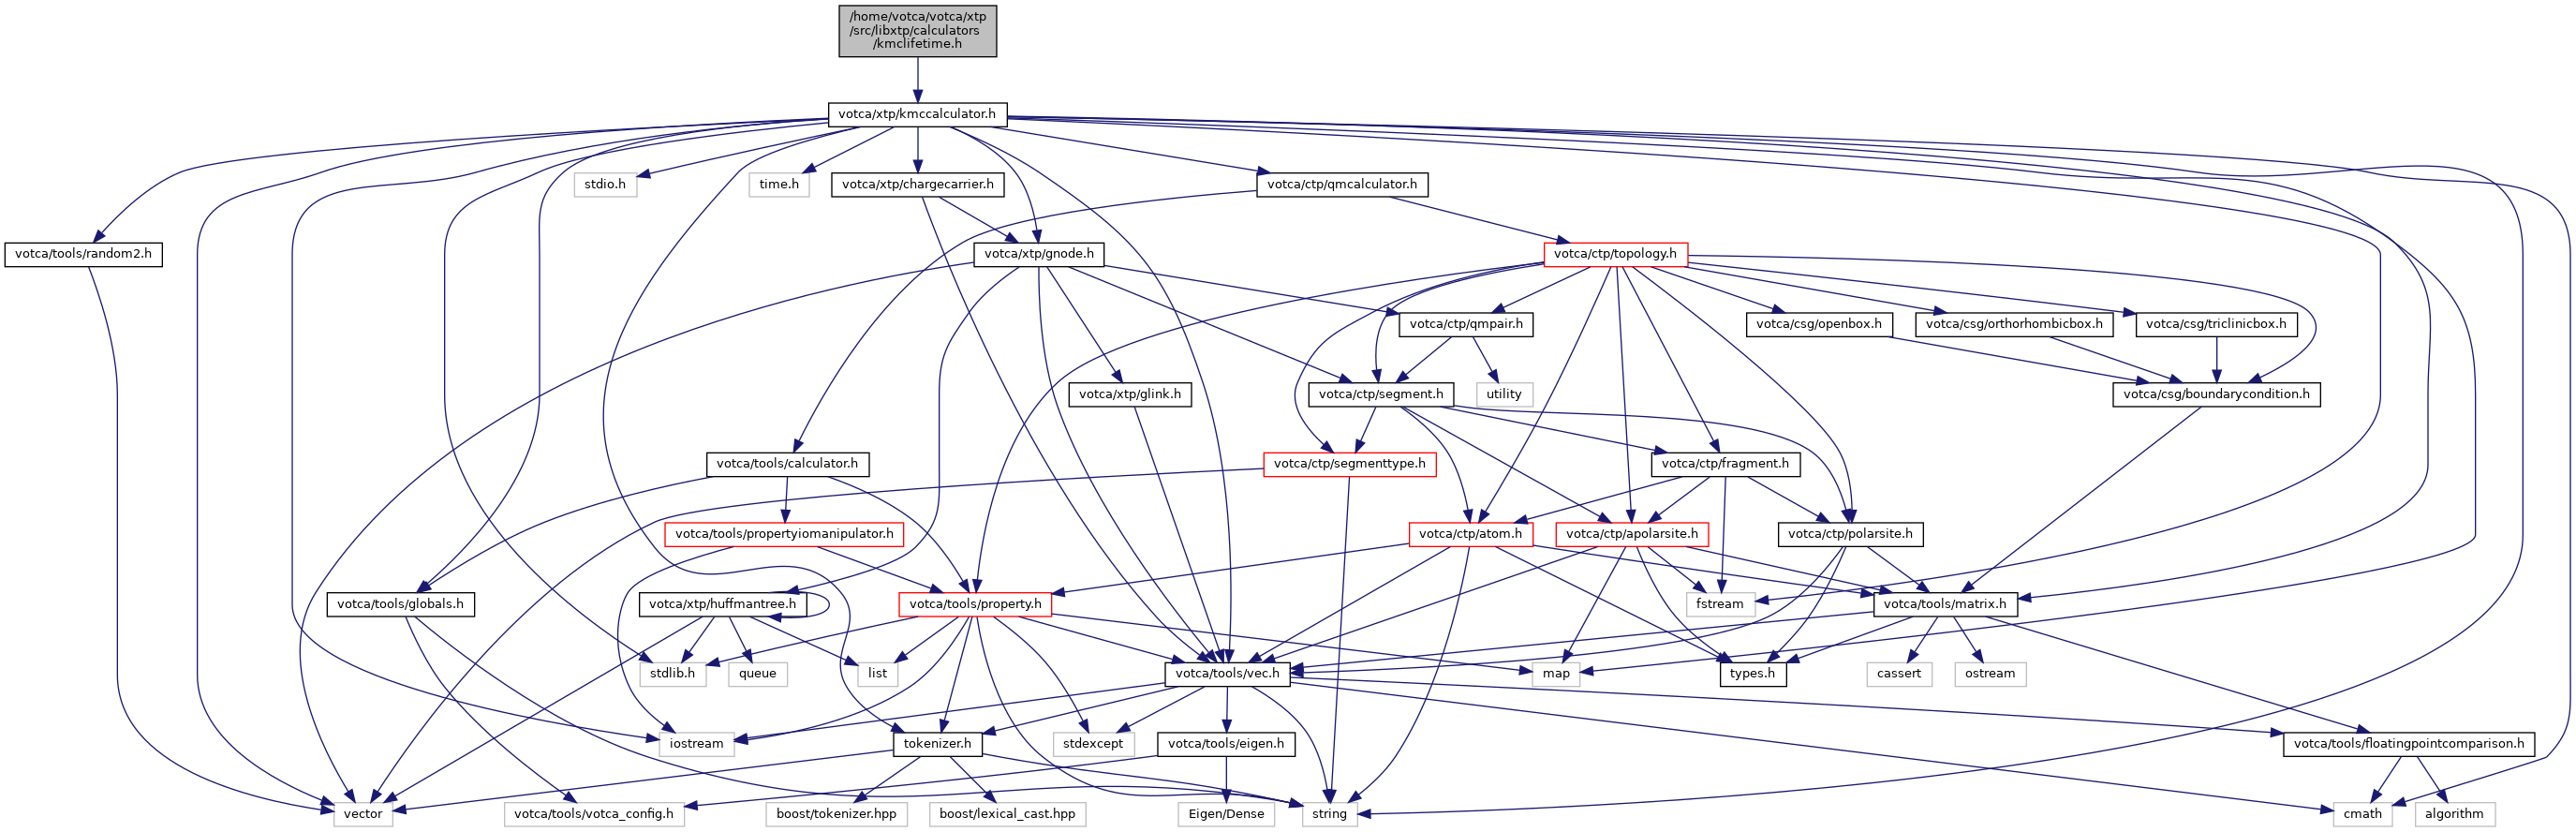 /home/votca/votca/xtp
/src/libxtp/calculators
/kmclifetime.h
votca/xtp/kmccalculator.h
stdio.h
time.h
votca/xtp/chargecarrier.h
votca/ctp/qmcalculator.h
votca/tools/random2.h
votca/xtp/gnode.h
votca/ctp/topology.h
votca/ctp/qmpair.h
votca/csg/openbox.h
votca/csg/orthorhombicbox.h
votca/csg/triclinicbox.h
votca/xtp/glink.h
votca/ctp/segment.h
utility
votca/csg/boundarycondition.h
votca/tools/calculator.h
votca/ctp/segmenttype.h
votca/ctp/fragment.h
votca/tools/propertyiomanipulator.h
votca/ctp/atom.h
votca/ctp/apolarsite.h
votca/ctp/polarsite.h
votca/tools/globals.h
votca/xtp/huffmantree.h
votca/tools/property.h
fstream
votca/tools/matrix.h
stdlib.h
queue
list
votca/tools/vec.h
map
types.h
cassert
ostream
iostream
tokenizer.h
stdexcept
votca/tools/eigen.h
votca/tools/floatingpointcomparison.h
vector
votca/tools/votca_config.h
boost/tokenizer.hpp
boost/lexical_cast.hpp
Eigen/Dense
string
cmath
algorithm